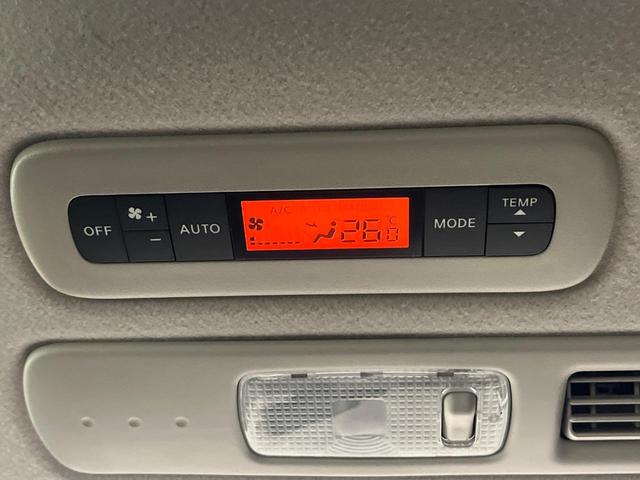 OFF
+
-
AUTO
A/C
26.0 °C
MODE
TEMP